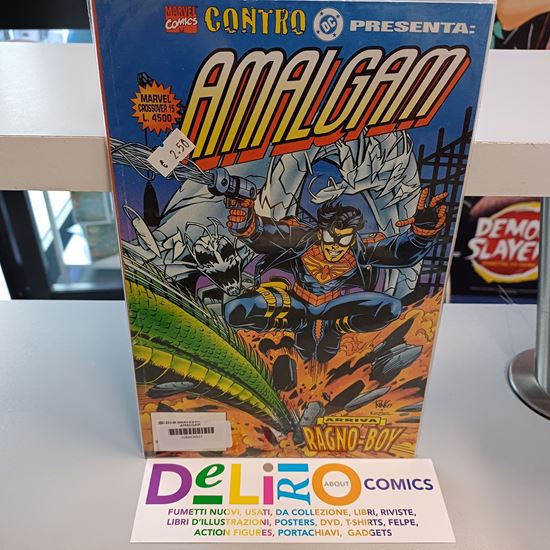 MARVEL
COMICS
CONTRO
DC
PRESENTA:
AMALGAM
MARVEL
CROSSOVER 15
L. 4500
€ 2.50
DEMON
SLAYER
ARRIVA
RAGNO-BOY
AMALGAM
DeLiRiO
ABOUT
COMICS
FUMETTI NUOVI, USATI, DA COLLEZIONE, LIBRI, RIVISTE,
LIBRI D'ILLUSTRAZIONI, POSTERS, DVD, T-SHIRTS, FELPE,
ACTION FIGURES, PORTACHIAVI, GADGETS